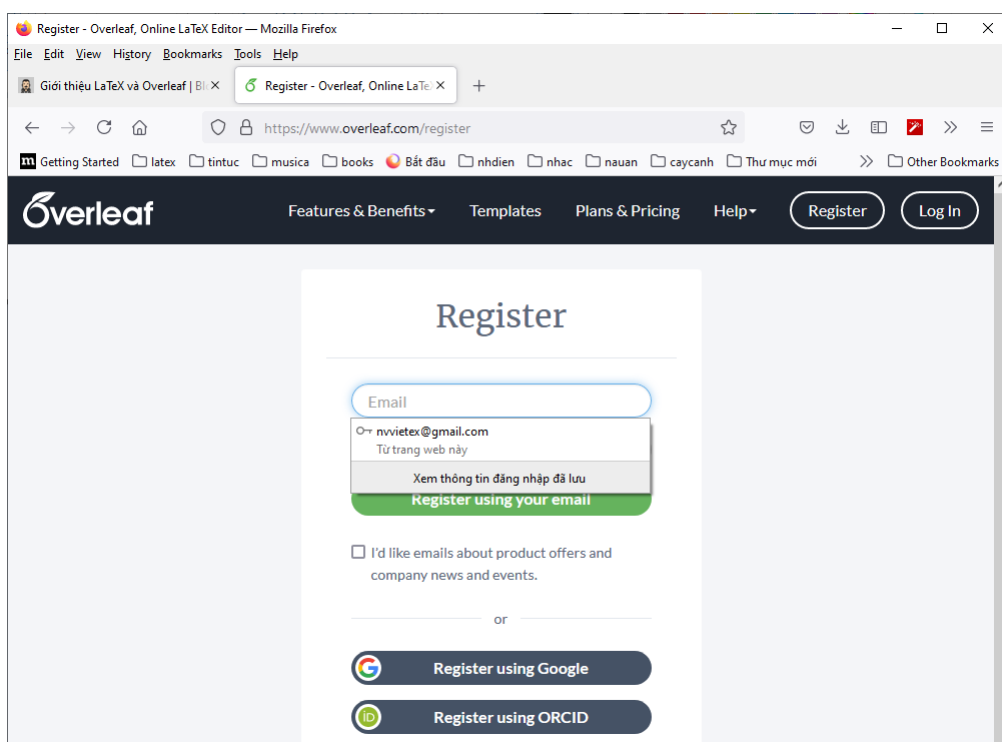 Register - Overleaf, Online LaTeX Editor — Mozilla Firefox
File Edit View History Bookmarks Tools Help
Giới thiệu LaTeX và Overleaf | Bl
Register - Overleaf, Online LaTe
https://www.overleaf.com/register
m Getting Started latex tintuc musica books Bắt đầu nhdien nhac nauan caycanh Thư mục mới Other Bookmarks
Overleaf Features & Benefits Templates Plans & Pricing Help Register Log In
Register
Email
nvvietex@gmail.com
Từ trang web này
Xem thông tin đăng nhập đã lưu
Register using your email
I'd like emails about product offers and
company news and events.
or
G Register using Google
iD Register using ORCID